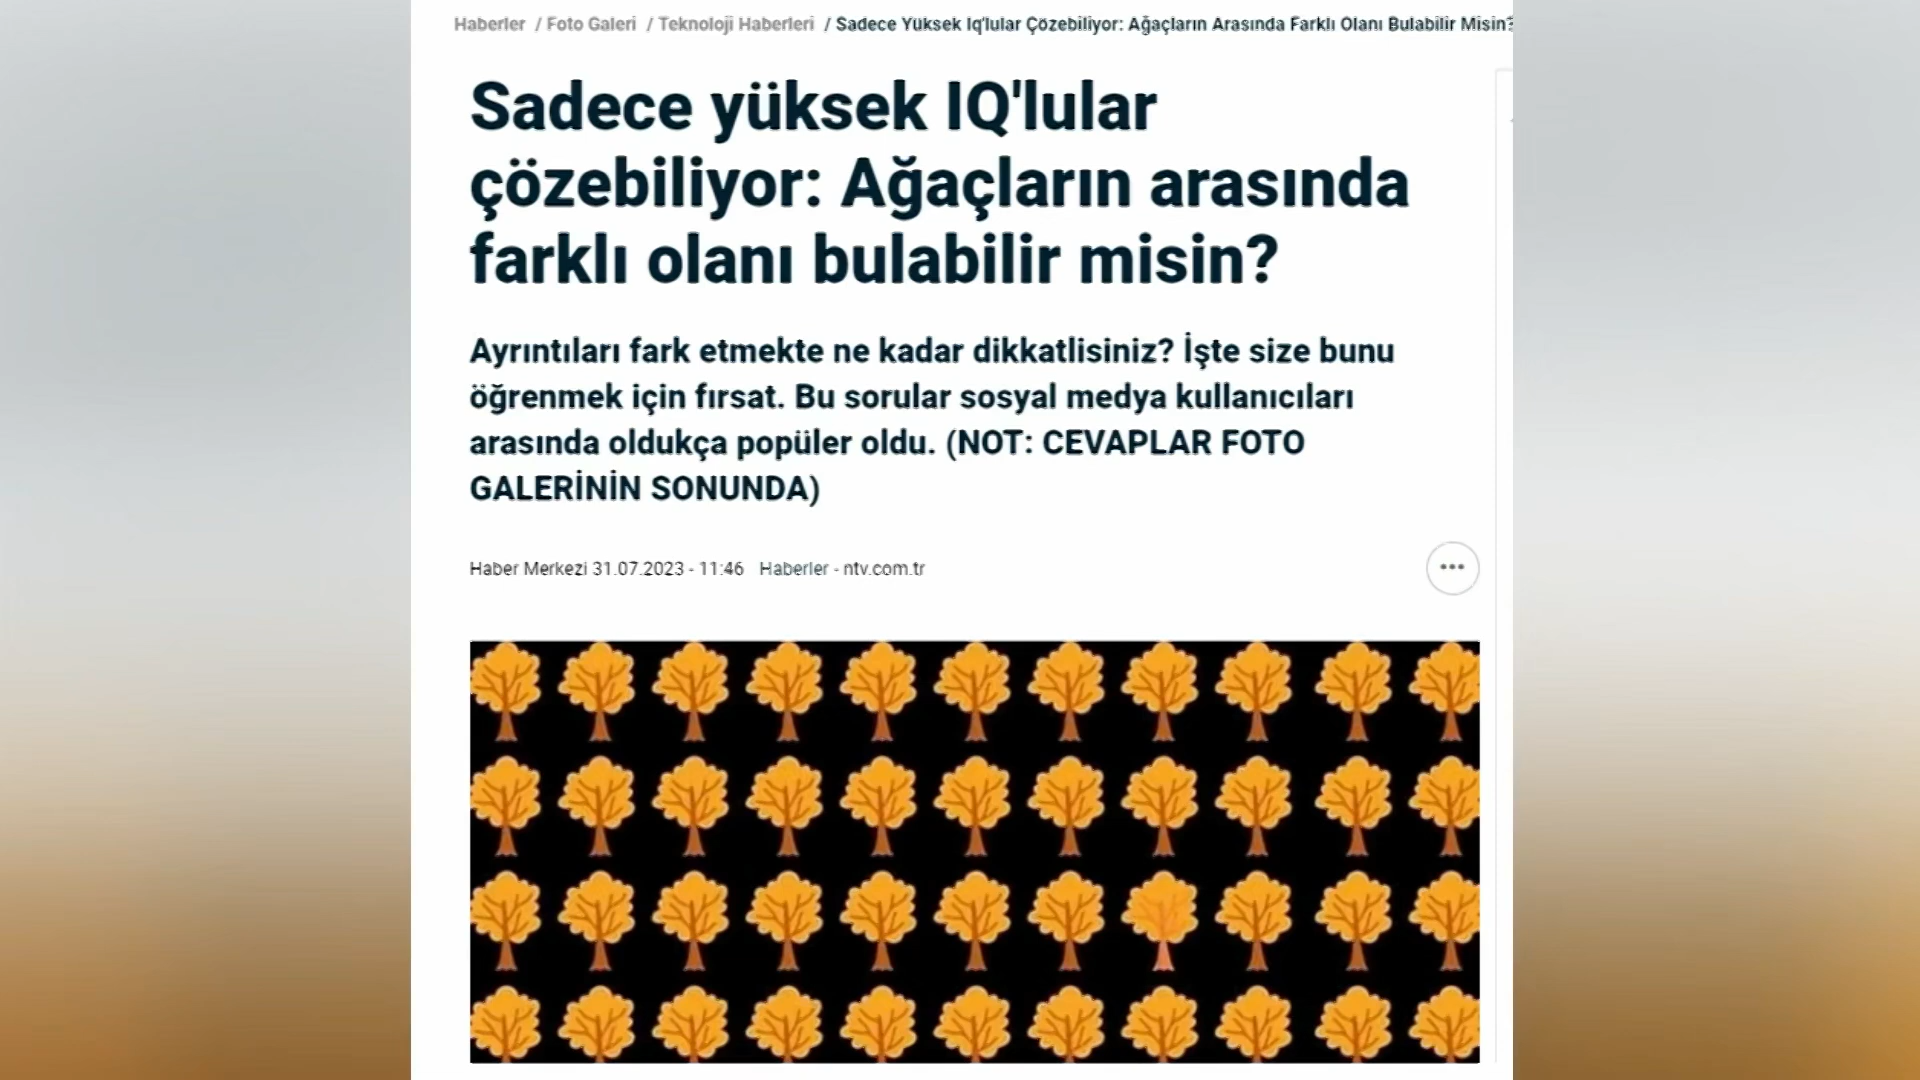 Haberler / Foto Galeri / Teknoloji Haberleri / Sadece Yüksek Iq'lular Çözebiliyor: Ağaçların Arasında Farklı Olanı Bulabilir Misin?
Sadece yüksek IQ'lular
çözebiliyor: Ağaçların arasında
farklı olanı bulabilir misin?
Ayrıntıları fark etmekte ne kadar dikkatlisiniz? İşte size bunu
öğrenmek için fırsat. Bu sorular sosyal medya kullanıcıları
arasında oldukça popüler oldu. (NOT: CEVAPLAR FOTO
GALERİNİN SONUNDA)
Haber Merkezi 31.07.2023 - 11:46 Haberler - ntv.com.tr